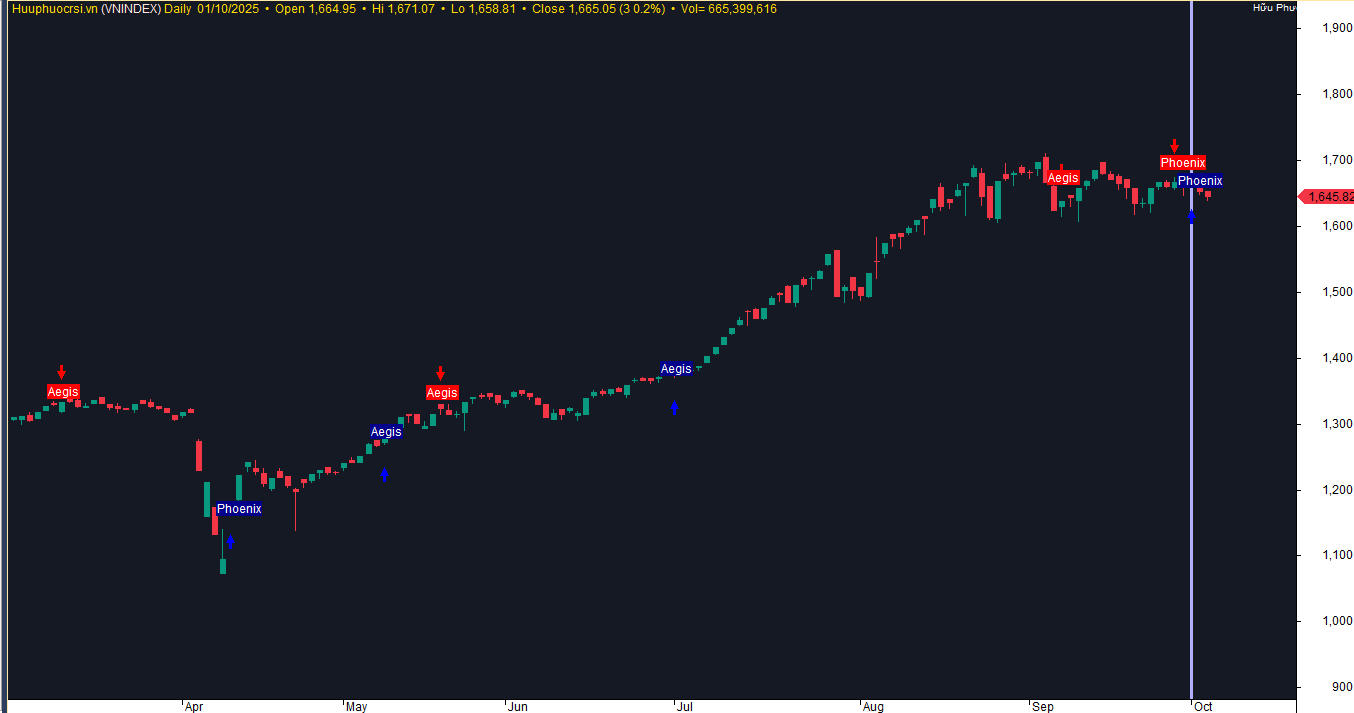 Huuphuocrsi.vn (VNINDEX) Daily 01/10/2025 • Open 1,664.95 • Hi 1,671.07 • Lo 1,658.81 • Close 1,665.05 (3 0.2%) • Vol= 665,399,616
Hữu Phư
1,900
1,800
1,700
Phoenix
Aegis
Phoenix
1,645.82
1,600
1,500
1,400
Aegis
Aegis
Aegis
1,300
Aegis
1,200
Phoenix
1,100
1,000
900
Apr May Jun Jul Aug Sep Oct